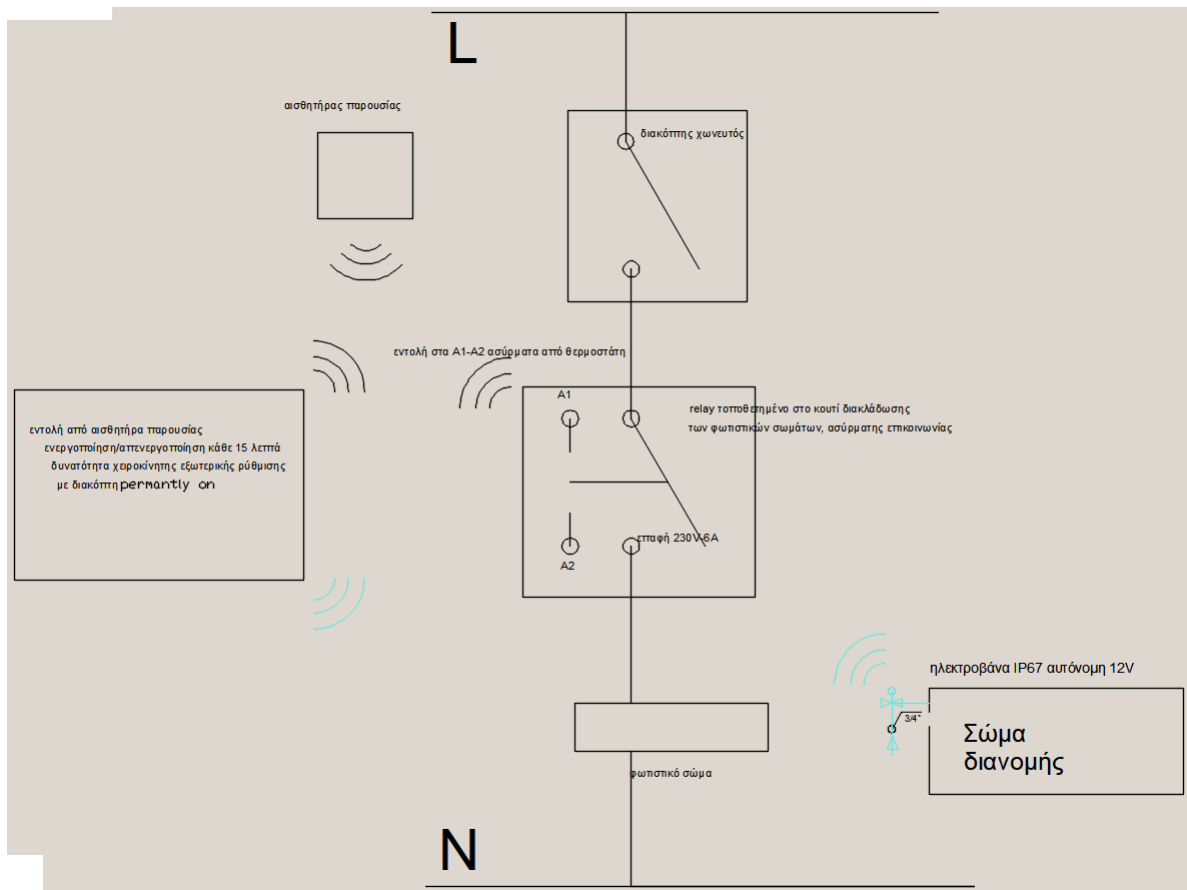 L
αισθητήρας παρουσίας
διακόπτης χωνευτός
εντολή στα A1-A2 ασύρματα από θερμοστάτη
A1
relay τοποθετημένο στο κουτί διακλάδωσης
των φωτιστικών σωμάτων, ασύρματης επικοινωνίας
εντολή από αισθητήρα παρουσίας
ενεργοποίηση/απενεργοποίηση κάθε 15 λεπτά
δυνατότητα χειροκίνητης εξωτερικής ρύθμισης
με διακόπτη permantly on
επαφή 230V-6A
A2
ηλεκτροβάνα IP67 αυτόνομη 12V
3/4"
Σώμα
διανομής
φωτιστικό σώμα
N